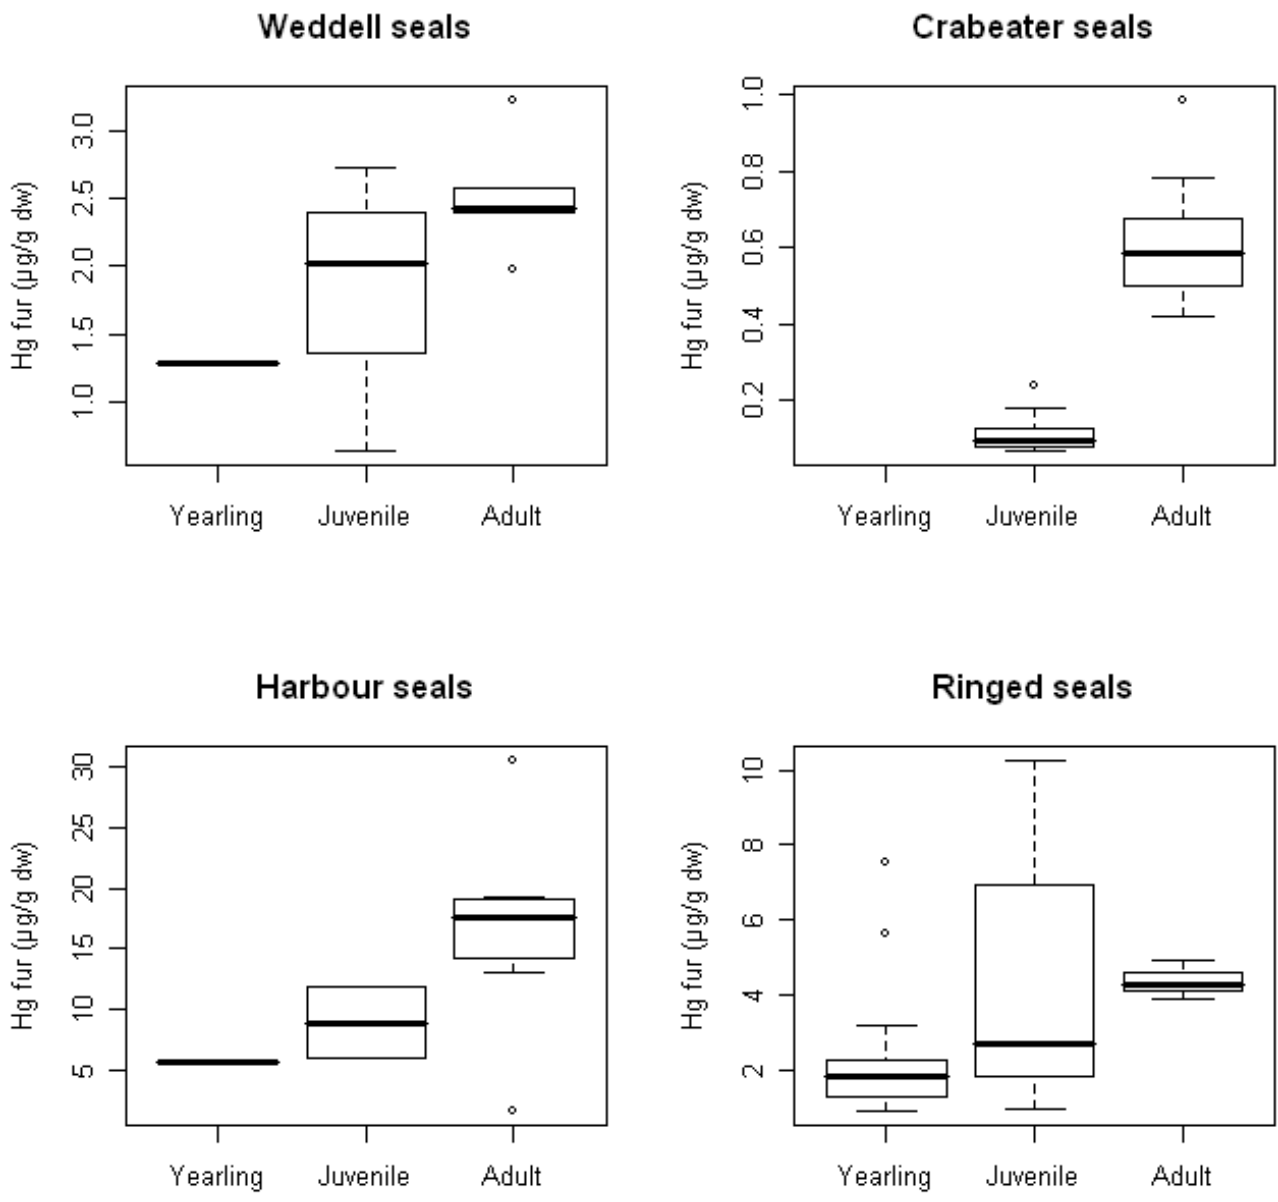 Weddell seals
Hg fur (µg/g dw)
3.0
2.5
2.0
1.5
1.0
Yearling Juvenile Adult
Crabeater seals
Hg fur (µg/g dw)
1.0
0.8
0.6
0.4
0.2
Yearling Juvenile Adult
Harbour seals
Hg fur (µg/g dw)
30
25
20
15
10
5
Yearling Juvenile Adult
Ringed seals
Hg fur (µg/g dw)
10
8
6
4
2
Yearling Juvenile Adult